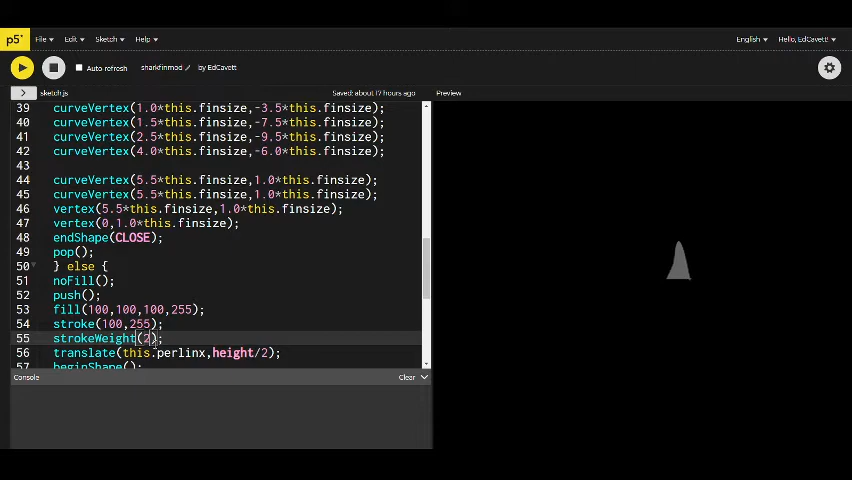 p5*
File Edit Sketch Help
English Hello, EdCavett!
Auto refresh sharkfinmod by EdCavett
sketch.js Saved: about 17 hours ago Preview
39 curveVertex(1.0*this.finsize,-3.5*this.finsize);
40 curveVertex(1.5*this.finsize,-7.5*this.finsize);
41 curveVertex(2.5*this.finsize,-9.5*this.finsize);
42 curveVertex(4.0*this.finsize,-6.0*this.finsize);
43
44 curveVertex(5.5*this.finsize,1.0*this.finsize);
45 curveVertex(5.5*this.finsize,1.0*this.finsize);
46 vertex(5.5*this.finsize,1.0*this.finsize);
47 vertex(0,1.0*this.finsize);
48 endShape(CLOSE);
49 pop();
50 } else {
51 noFill();
52 push();
53 fill(100,100,100,255);
54 stroke(100,255);
55 strokeWeight(2);
56 translate(this.perlinx,height/2);
57 beginShape();
Console Clear